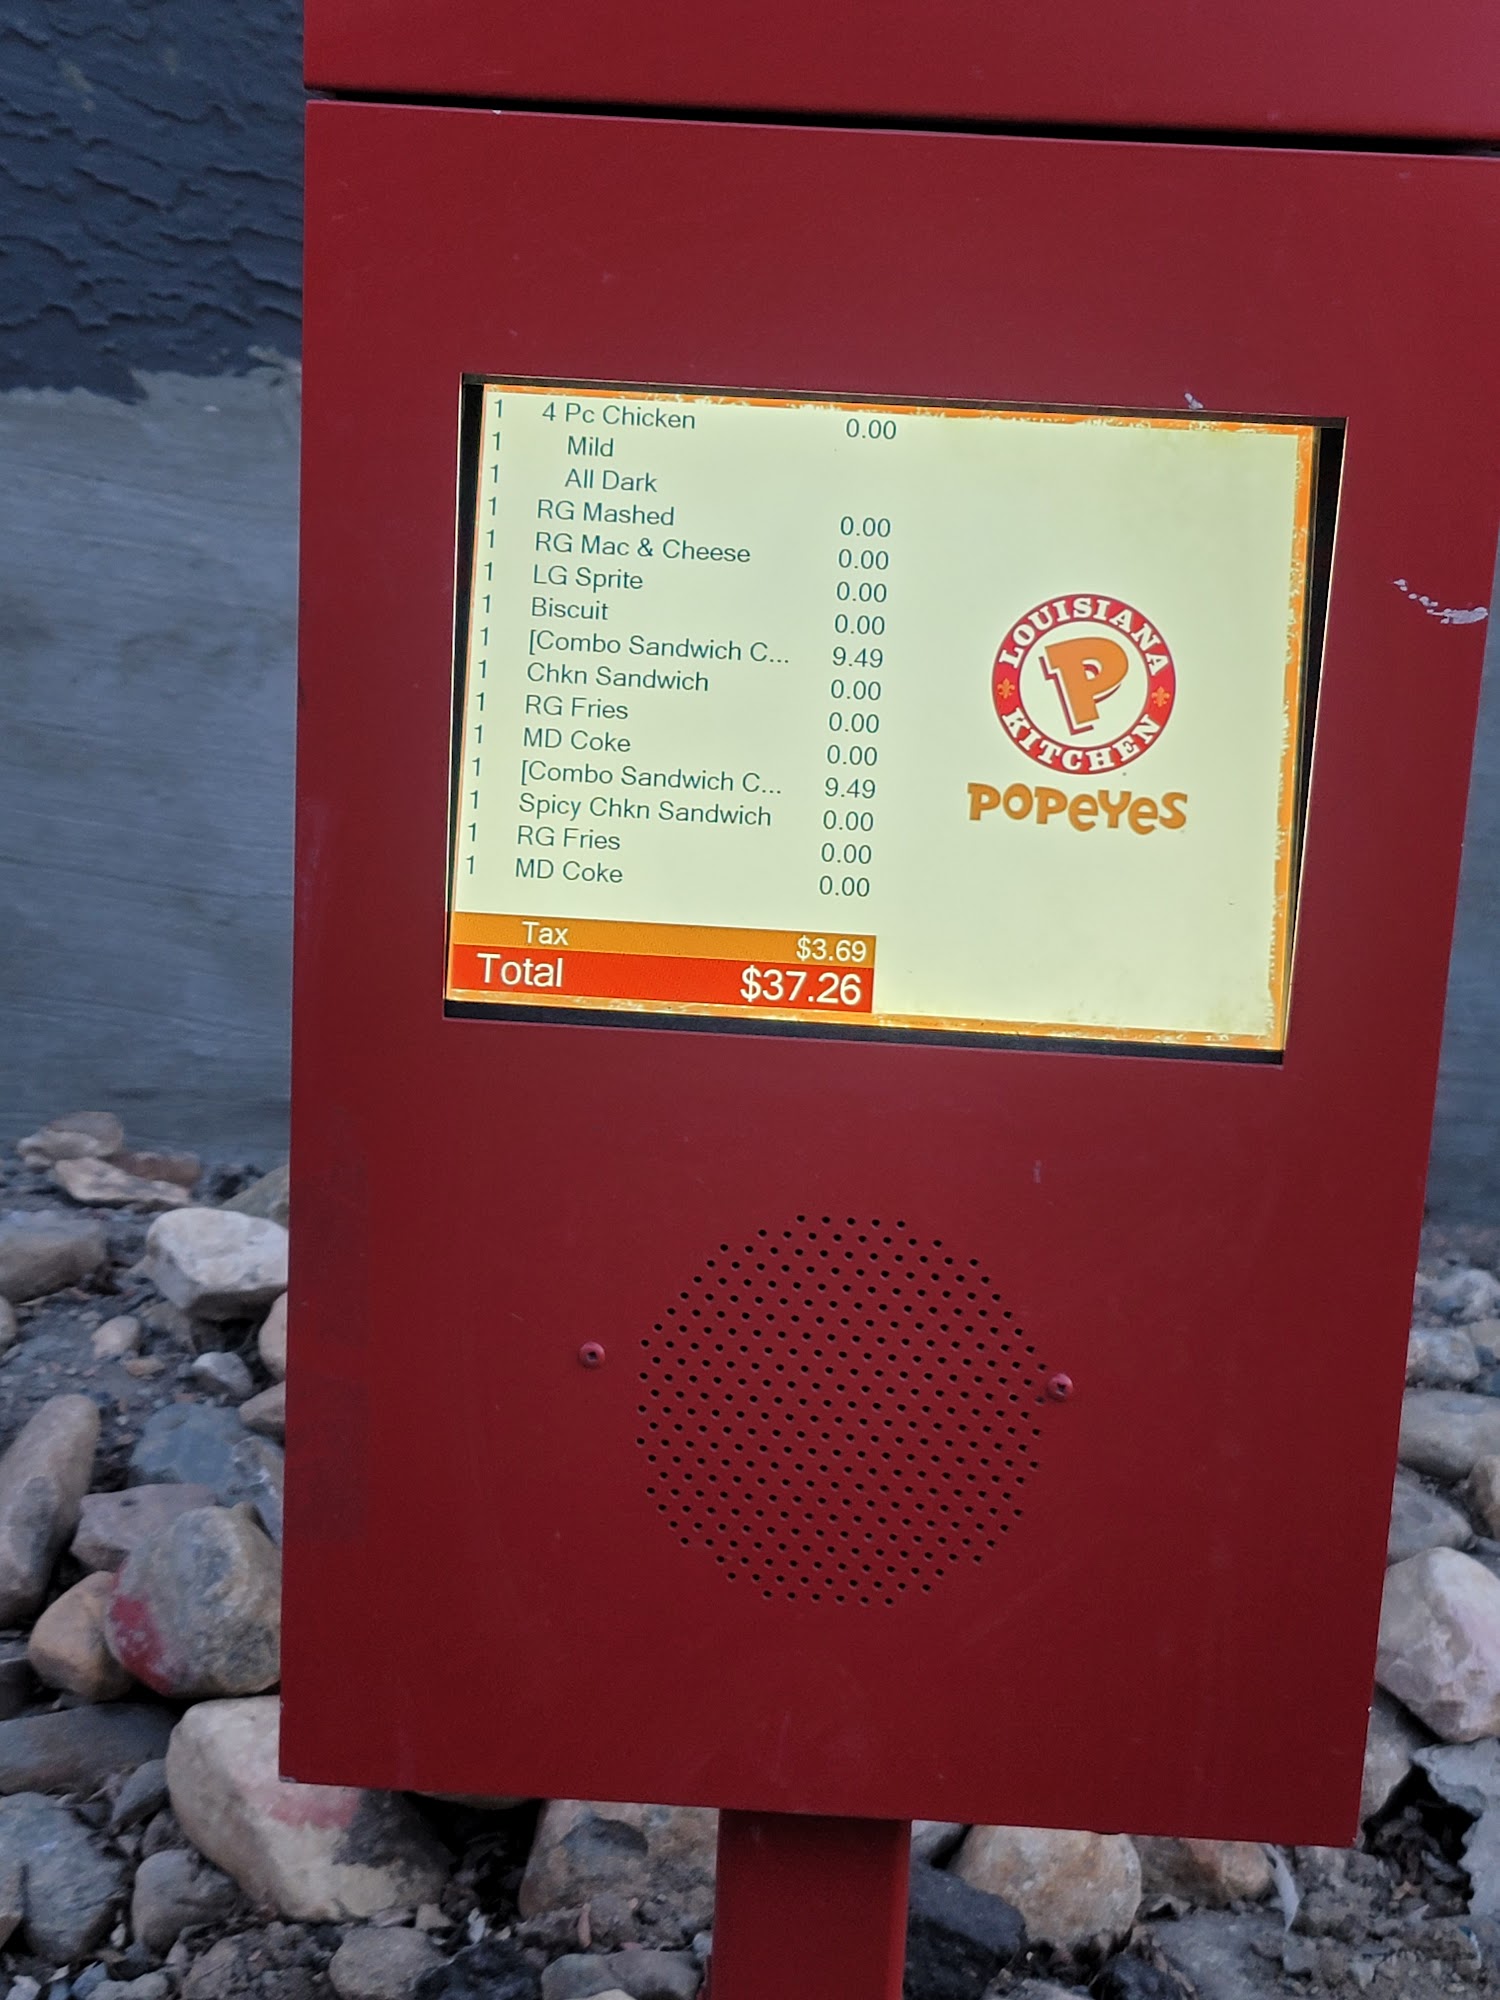 1 4 Pc Chicken 0.00
1 Mild
1 All Dark
1 RG Mashed 0.00
1 RG Mac & Cheese 0.00
1 LG Sprite 0.00
1 Biscuit 0.00
1 [Combo Sandwich C... 9.49
1 Chkn Sandwich 0.00
1 RG Fries 0.00
1 MD Coke 0.00
1 [Combo Sandwich C... 9.49
1 Spicy Chkn Sandwich 0.00
1 RG Fries 0.00
1 MD Coke 0.00
Tax $3.69
Total $37.26
LOUISIANA
P
KITCHEN
POPEYES